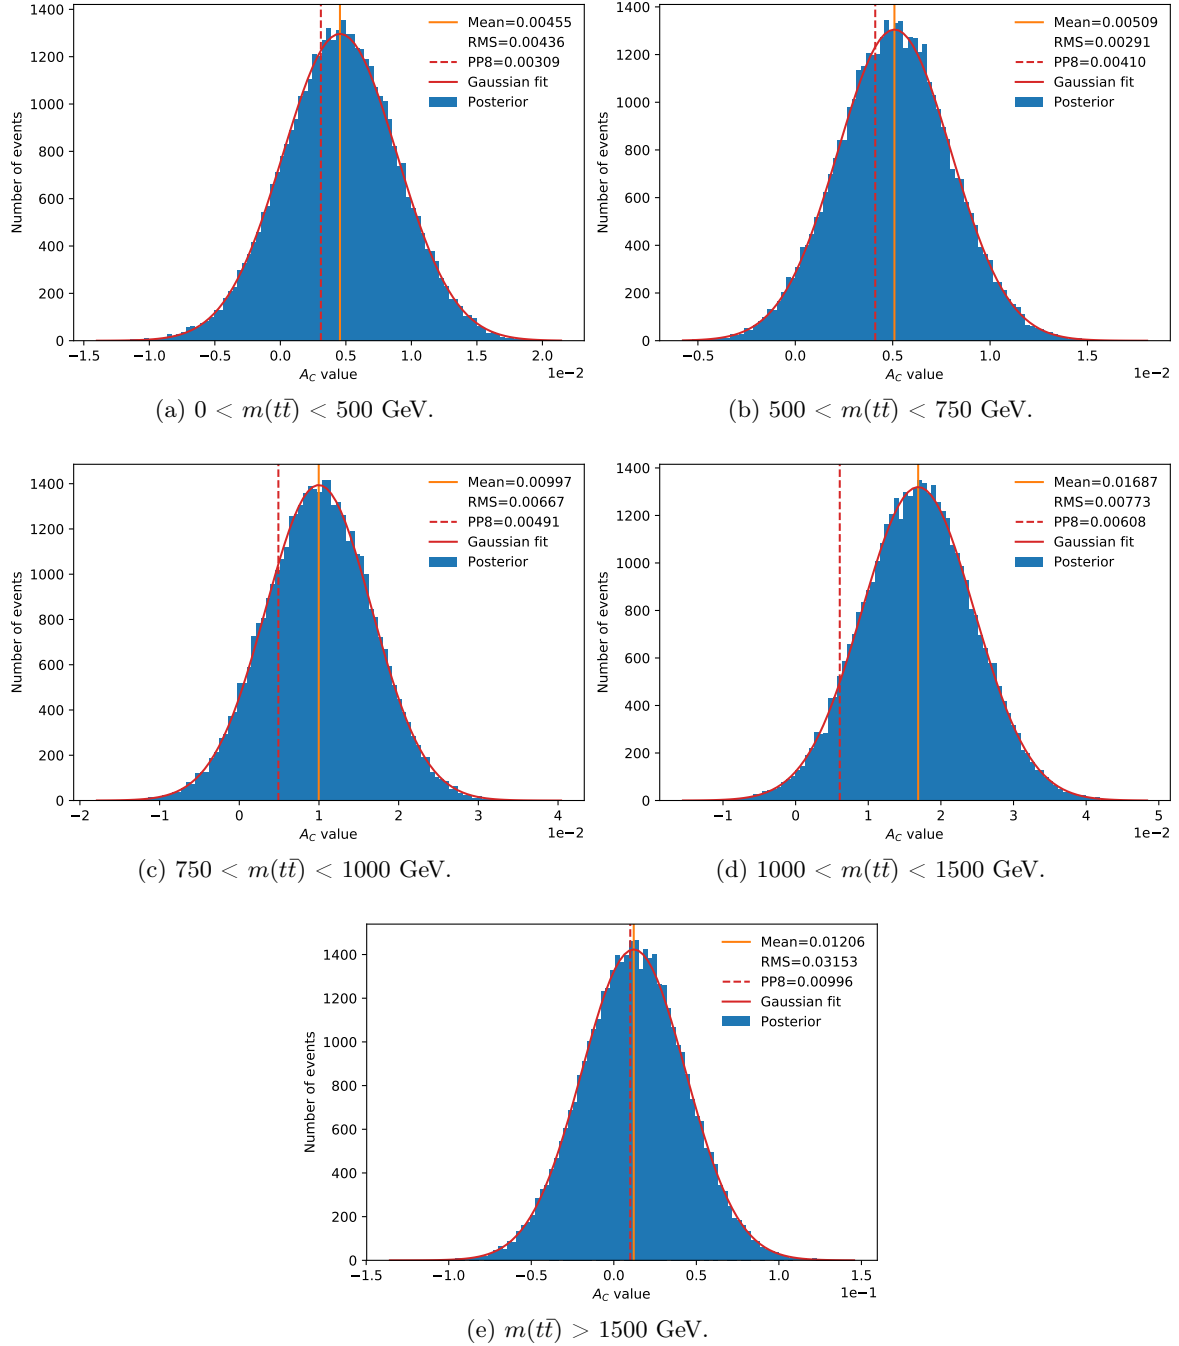 1400
1200
1000
800
600
400
200
0
Number of events
Mean=0.00455
RMS=0.00436
PP8=0.00309
Gaussian fit
Posterior
−1.5 −1.0 −0.5 0.0 0.5 1.0 1.5 2.0
A_C value
1e−2
(a) 0 < m(tt̄) < 500 GeV.
1400
1200
1000
800
600
400
200
0
Number of events
Mean=0.00509
RMS=0.00291
PP8=0.00410
Gaussian fit
Posterior
−0.5 0.0 0.5 1.0 1.5
A_C value
1e−2
(b) 500 < m(tt̄) < 750 GeV.
1400
1200
1000
800
600
400
200
0
Number of events
Mean=0.00997
RMS=0.00667
PP8=0.00491
Gaussian fit
Posterior
−2 −1 0 1 2 3 4
A_C value
1e−2
(c) 750 < m(tt̄) < 1000 GeV.
1400
1200
1000
800
600
400
200
0
Number of events
Mean=0.01687
RMS=0.00773
PP8=0.00608
Gaussian fit
Posterior
−1 0 1 2 3 4 5
A_C value
1e−2
(d) 1000 < m(tt̄) < 1500 GeV.
1400
1200
1000
800
600
400
200
0
Number of events
Mean=0.01206
RMS=0.03153
PP8=0.00996
Gaussian fit
Posterior
−1.5 −1.0 −0.5 0.0 0.5 1.0 1.5
A_C value
1e−1
(e) m(tt̄) > 1500 GeV.